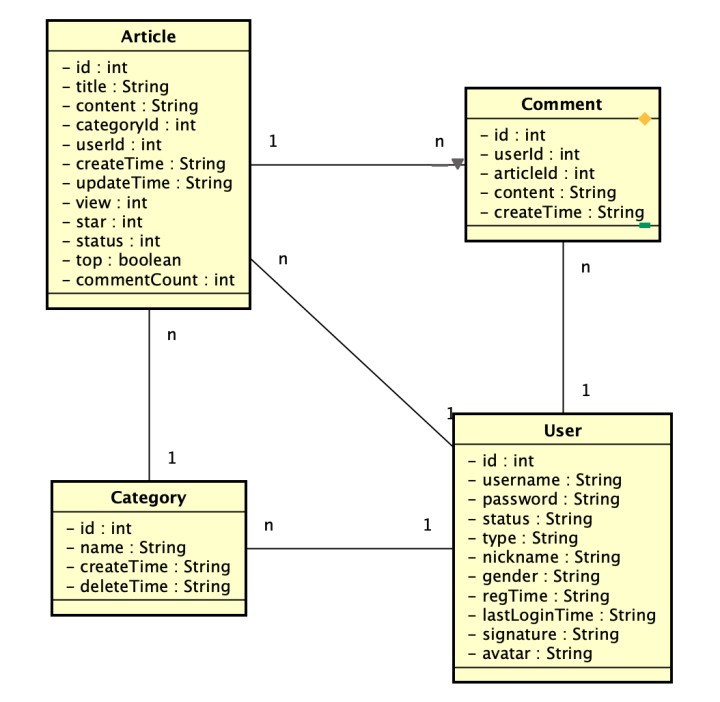 Article
– id : int
– title : String
– content : String
– categoryId : int
– userId : int
– createTime : String
– updateTime : String
– view : int
– star : int
– status : int
– top : boolean
– commentCount : int
1
n
Comment
– id : int
– userId : int
– articleId : int
– content : String
– createTime : String
n
n
n
1
1
1
Category
– id : int
– name : String
– createTime : String
– deleteTime : String
n
1
User
– id : int
– username : String
– password : String
– status : String
– type : String
– nickname : String
– gender : String
– regTime : String
– lastLoginTime : String
– signature : String
– avatar : String